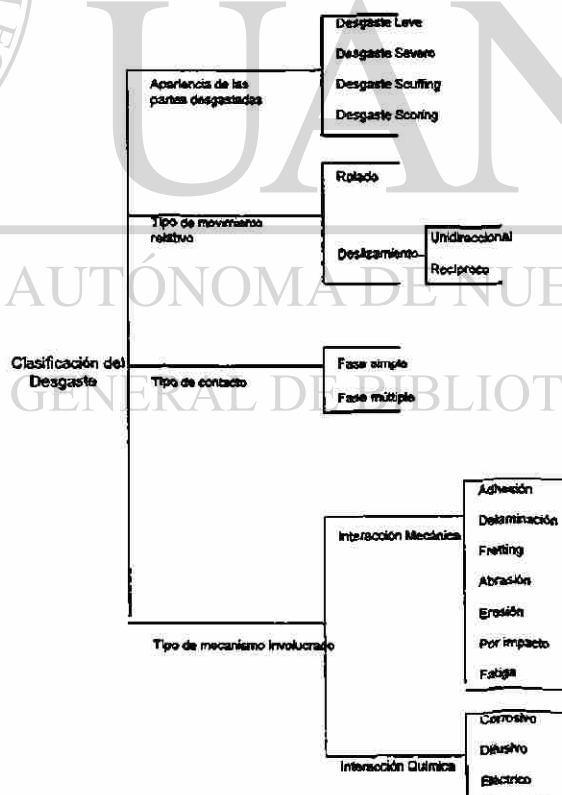 UAN
AUTÓNOMA DE NUE
GENERAL DE BIBLIOT
Clasificación del
Desgaste
Apariencia de las
partes desgastadas
Desgaste Leve
Desgaste Severo
Desgaste Scuffing
Desgaste Scoring
Tipo de movimiento
relativo
Rolado
Deslizamiento
Unidireccional
Reciproco
Tipo de contacto
Fase simple
Fase múltiple
Tipo de mecanismo involucrado
Interacción Mecánica
Adhesión
Delaminación
Fretting
Abrasión
Erosión
Por impacto
Fatiga
Interacción Química
Corrosivo
Difusivo
Eléctrico